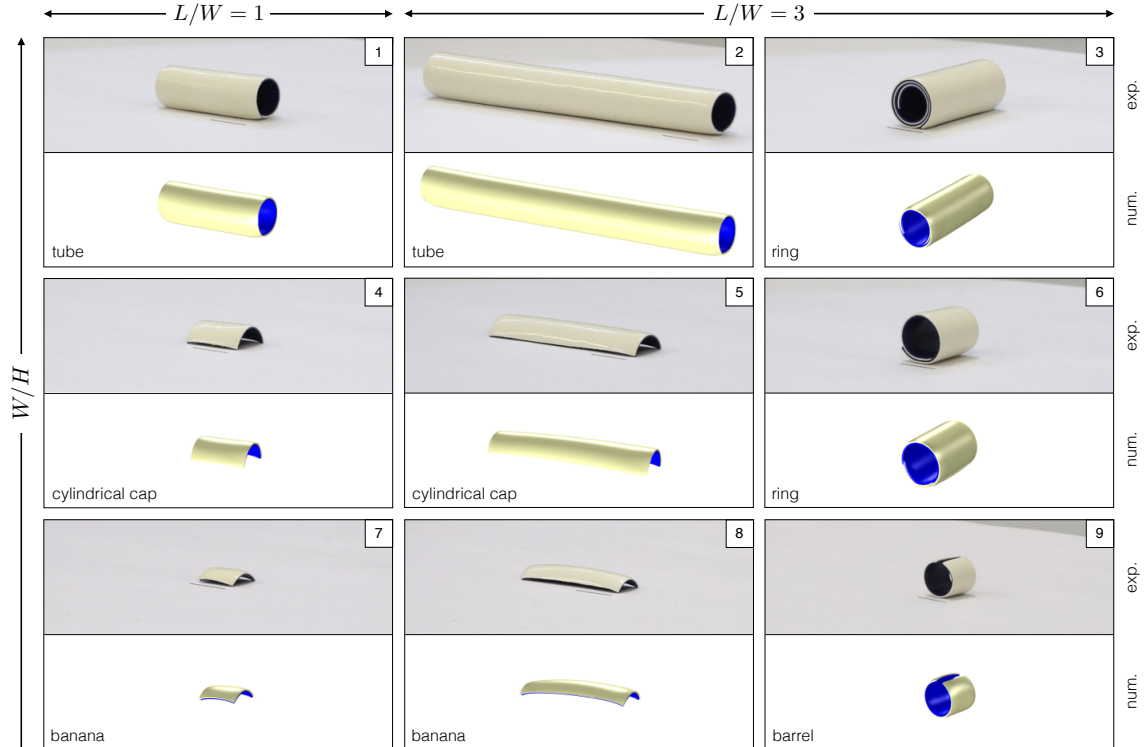 L/W = 1
L/W = 3
W/H
1
2
3
exp.
num.
tube
tube
ring
4
5
6
exp.
num.
cylindrical cap
cylindrical cap
ring
7
8
9
exp.
num.
banana
banana
barrel